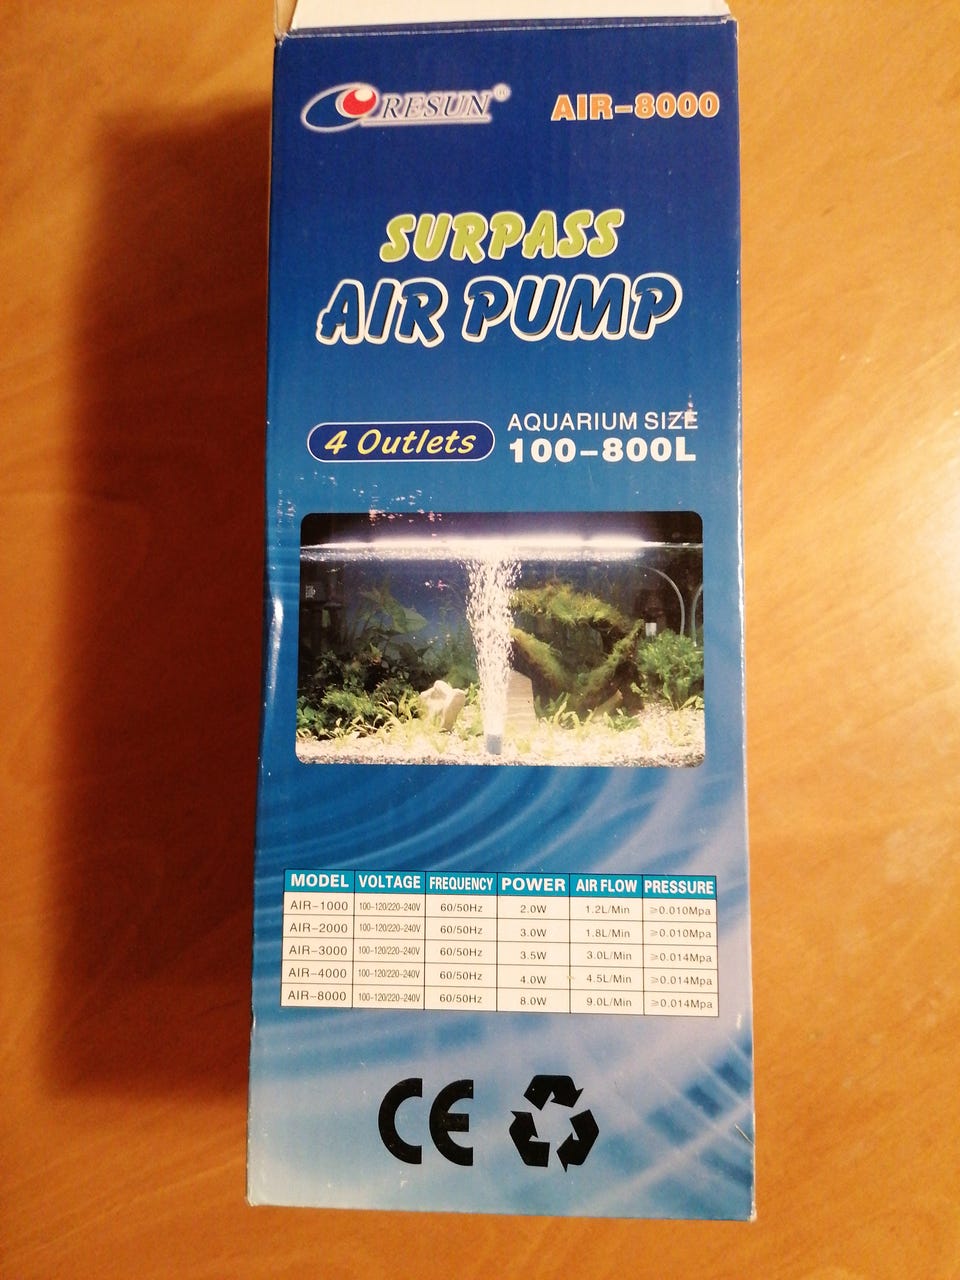 RESUN® AIR-8000
SURPASS
AIR PUMP
4 Outlets
AQUARIUM SIZE
100-800L
MODEL VOLTAGE FREQUENCY POWER AIR FLOW PRESSURE
AIR-1000 100-120/220-240V 60/50Hz 2.0W 1.2L/Min ≥0.010Mpa
AIR-2000 100-120/220-240V 60/50Hz 3.0W 1.8L/Min ≥0.010Mpa
AIR-3000 100-120/220-240V 60/50Hz 3.5W 3.0L/Min ≥0.014Mpa
AIR-4000 100-120/220-240V 60/50Hz 4.0W 4.5L/Min ≥0.014Mpa
AIR-8000 100-120/220-240V 60/50Hz 8.0W 9.0L/Min ≥0.014Mpa
CE